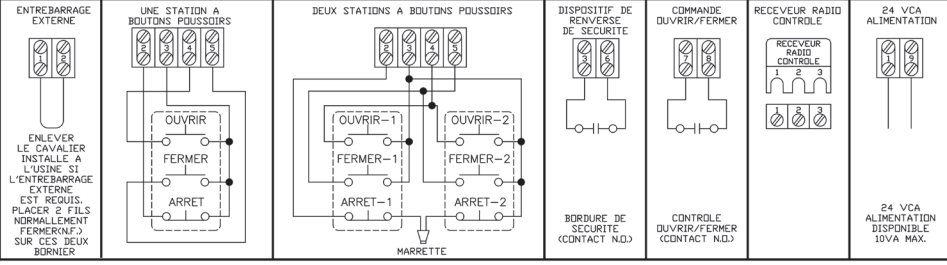 ENTREBARRAGE
EXTERNE
1 2
ENLEVER
LE CAVALIER
INSTALLE A
L'USINE SI
L'ENTREBARRAGE
EXTERNE
EST REQUIS.
PLACER 2 FILS
NORMALLEMENT
FERMER(N.F.)
SUR CES DEUX
BORNIER
UNE STATION A
BOUTONS POUSSOIRS
2 3 4 5
OUVRIR
FERMER
ARRET
DEUX STATIONS A BOUTONS POUSSOIRS
2 3 4 5
OUVRIR-1 OUVRIR-2
FERMER-1 FERMER-2
ARRET-1 ARRET-2
MARRETTE
DISPOSITIF DE
RENVERSE
DE SECURITE
3 6
BORDURE DE
SECURITE
(CONTACT N.O.)
COMMANDE
OUVRIR/FERMER
7 8
CONTROLE
OUVRIR/FERMER
(CONTACT N.O.)
RECEVEUR RADIO
CONTROLE
RECEVEUR
RADIO
CONTROLE
1 2 3
1 2 3
24 VCA
ALIMENTATION
1 9
24 VCA
ALIMENTATION
DISPONIBLE
10VA MAX.